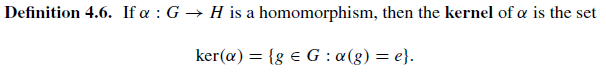 Definition 4.6. If α : G → H is a homomorphism, then the kernel of α is the set
ker(α) = {g ∈ G : α(g) = e}.